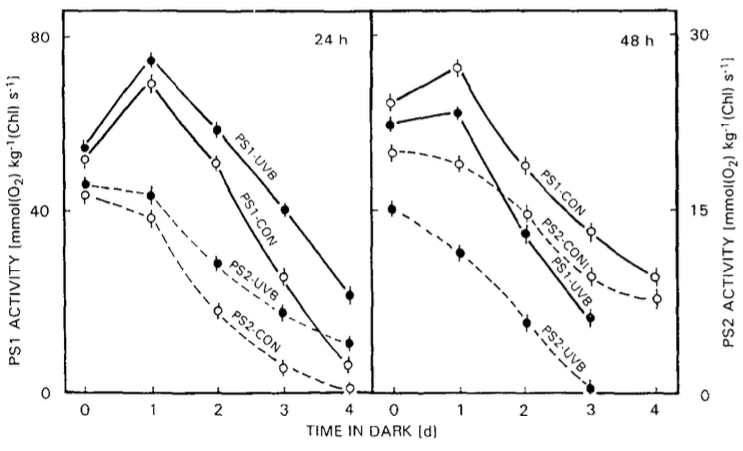 80
40
0
PS1 ACTIVITY [mmol(O₂) kg⁻¹(Chl) s⁻¹]
24 h
PS1-UVB
PS1-CON
PS2-UVB
PS2-CON
0 1 2 3 4
48 h
PS1-CON
PS2-CON
PS1-UVB
PS2-UVB
0 1 2 3 4
TIME IN DARK [d]
30
15
0
PS2 ACTIVITY [mmol(O₂) kg⁻¹(Chl) s⁻¹]